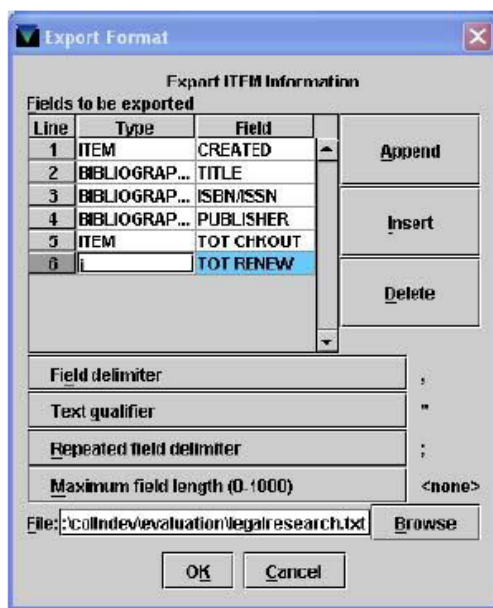 Export Format
Export ITEM Information
Fields to be exported
Line Type Field
1 ITEM CREATED
2 BIBLIOGRAP... TITLE
3 BIBLIOGRAP... ISBN/ISSN
4 BIBLIOGRAP... PUBLISHER
5 ITEM TOT CHKOUT
6 i TOT RENEW
Append
Insert
Delete
Field delimiter ,
Text qualifier "
Repeated field delimiter ;
Maximum field length (0-1000) <none>
File: :\collndev\evaluation\legalresearch.txt Browse
OK Cancel